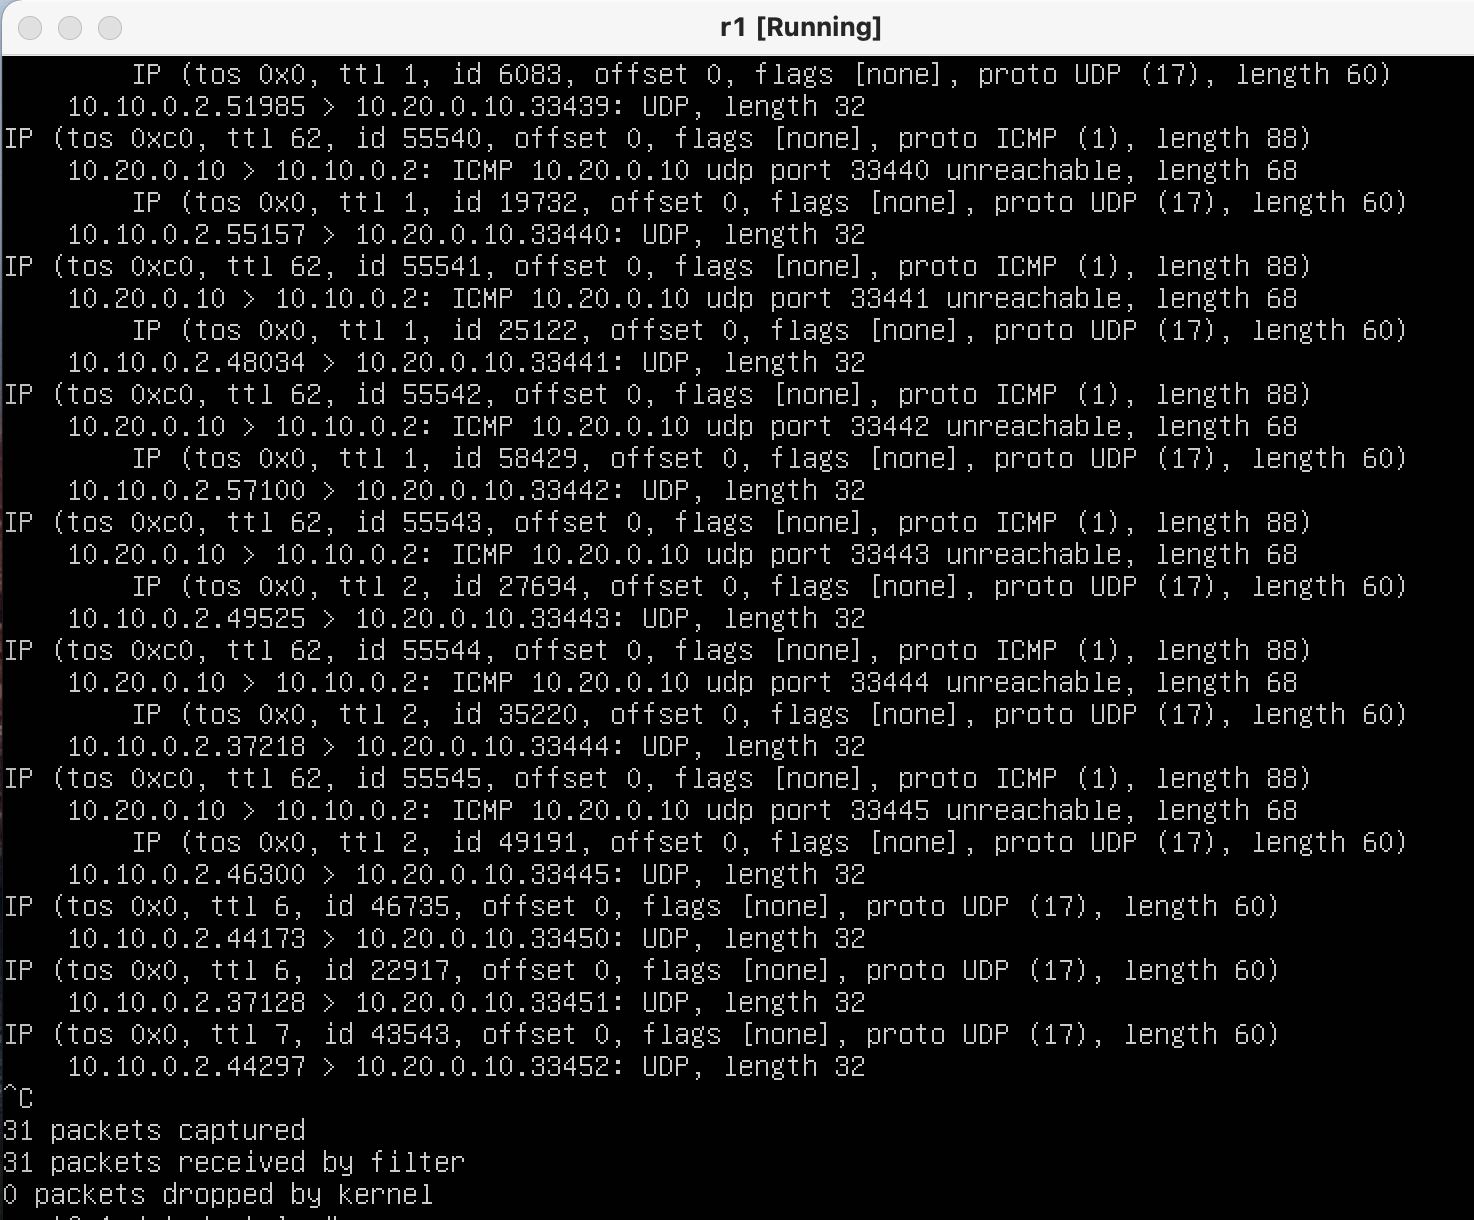 r1 [Running]
IP (tos 0x0, ttl 1, id 6083, offset 0, flags [none], proto UDP (17), length 60)
10.10.0.2.51985 > 10.20.0.10.33439: UDP, length 32
IP (tos 0xc0, ttl 62, id 55540, offset 0, flags [none], proto ICMP (1), length 88)
10.20.0.10 > 10.10.0.2: ICMP 10.20.0.10 udp port 33440 unreachable, length 68
IP (tos 0x0, ttl 1, id 19732, offset 0, flags [none], proto UDP (17), length 60)
10.10.0.2.55157 > 10.20.0.10.33440: UDP, length 32
IP (tos 0xc0, ttl 62, id 55541, offset 0, flags [none], proto ICMP (1), length 88)
10.20.0.10 > 10.10.0.2: ICMP 10.20.0.10 udp port 33441 unreachable, length 68
IP (tos 0x0, ttl 1, id 25122, offset 0, flags [none], proto UDP (17), length 60)
10.10.0.2.48034 > 10.20.0.10.33441: UDP, length 32
IP (tos 0xc0, ttl 62, id 55542, offset 0, flags [none], proto ICMP (1), length 88)
10.20.0.10 > 10.10.0.2: ICMP 10.20.0.10 udp port 33442 unreachable, length 68
IP (tos 0x0, ttl 1, id 58429, offset 0, flags [none], proto UDP (17), length 60)
10.10.0.2.57100 > 10.20.0.10.33442: UDP, length 32
IP (tos 0xc0, ttl 62, id 55543, offset 0, flags [none], proto ICMP (1), length 88)
10.20.0.10 > 10.10.0.2: ICMP 10.20.0.10 udp port 33443 unreachable, length 68
IP (tos 0x0, ttl 2, id 27694, offset 0, flags [none], proto UDP (17), length 60)
10.10.0.2.49525 > 10.20.0.10.33443: UDP, length 32
IP (tos 0xc0, ttl 62, id 55544, offset 0, flags [none], proto ICMP (1), length 88)
10.20.0.10 > 10.10.0.2: ICMP 10.20.0.10 udp port 33444 unreachable, length 68
IP (tos 0x0, ttl 2, id 35220, offset 0, flags [none], proto UDP (17), length 60)
10.10.0.2.37218 > 10.20.0.10.33444: UDP, length 32
IP (tos 0xc0, ttl 62, id 55545, offset 0, flags [none], proto ICMP (1), length 88)
10.20.0.10 > 10.10.0.2: ICMP 10.20.0.10 udp port 33445 unreachable, length 68
IP (tos 0x0, ttl 2, id 49191, offset 0, flags [none], proto UDP (17), length 60)
10.10.0.2.46300 > 10.20.0.10.33445: UDP, length 32
IP (tos 0x0, ttl 6, id 46735, offset 0, flags [none], proto UDP (17), length 60)
10.10.0.2.44173 > 10.20.0.10.33450: UDP, length 32
IP (tos 0x0, ttl 6, id 22917, offset 0, flags [none], proto UDP (17), length 60)
10.10.0.2.37128 > 10.20.0.10.33451: UDP, length 32
IP (tos 0x0, ttl 7, id 43543, offset 0, flags [none], proto UDP (17), length 60)
10.10.0.2.44297 > 10.20.0.10.33452: UDP, length 32
^C
31 packets captured
31 packets received by filter
0 packets dropped by kernel